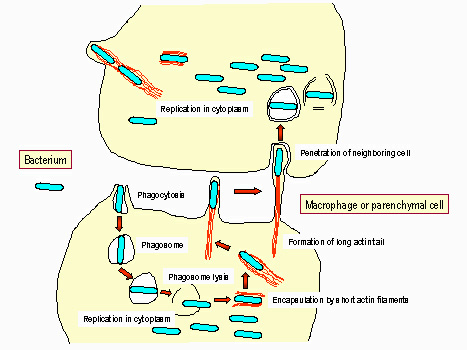 Replication in cytoplasm
Penetration of neighboring cell
Bacterium
Phagocytosis
Macrophage or parenchymal cell
Phagosome
Formation of long actin tail
Phagosome lysis
Encapsulation by short actin filaments
Replication in cytoplasm